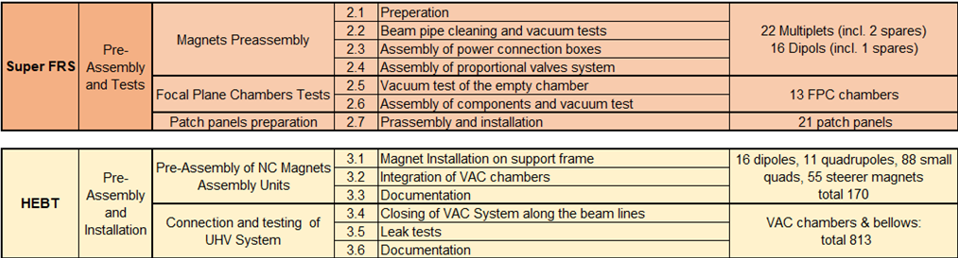 Super FRS
Pre-
Assembly
and Tests
Magnets Preassembly
2.1 Preperation
2.2 Beam pipe cleaning and vacuum tests
2.3 Assembly of power connection boxes
2.4 Assembly of proportional valves system
22 Multiplets (incl. 2 spares)
16 Dipols (incl. 1 spares)
Focal Plane Chambers Tests
2.5 Vacuum test of the empty chamber
2.6 Assembly of components and vacuum test
13 FPC chambers
Patch panels preparation
2.7 Prassembly and installation
21 patch panels
HEBT
Pre-
Assembly
and
Installation
Pre-Assembly of NC Magnets
Assembly Units
3.1 Magnet Installation on support frame
3.2 Integration of VAC chambers
3.3 Documentation
16 dipoles, 11 quadrupoles, 88 small
quads, 55 steerer magnets
total 170
Connection and testing of
UHV System
3.4 Closing of VAC System along the beam lines
3.5 Leak tests
3.6 Documentation
VAC chambers & bellows:
total 813